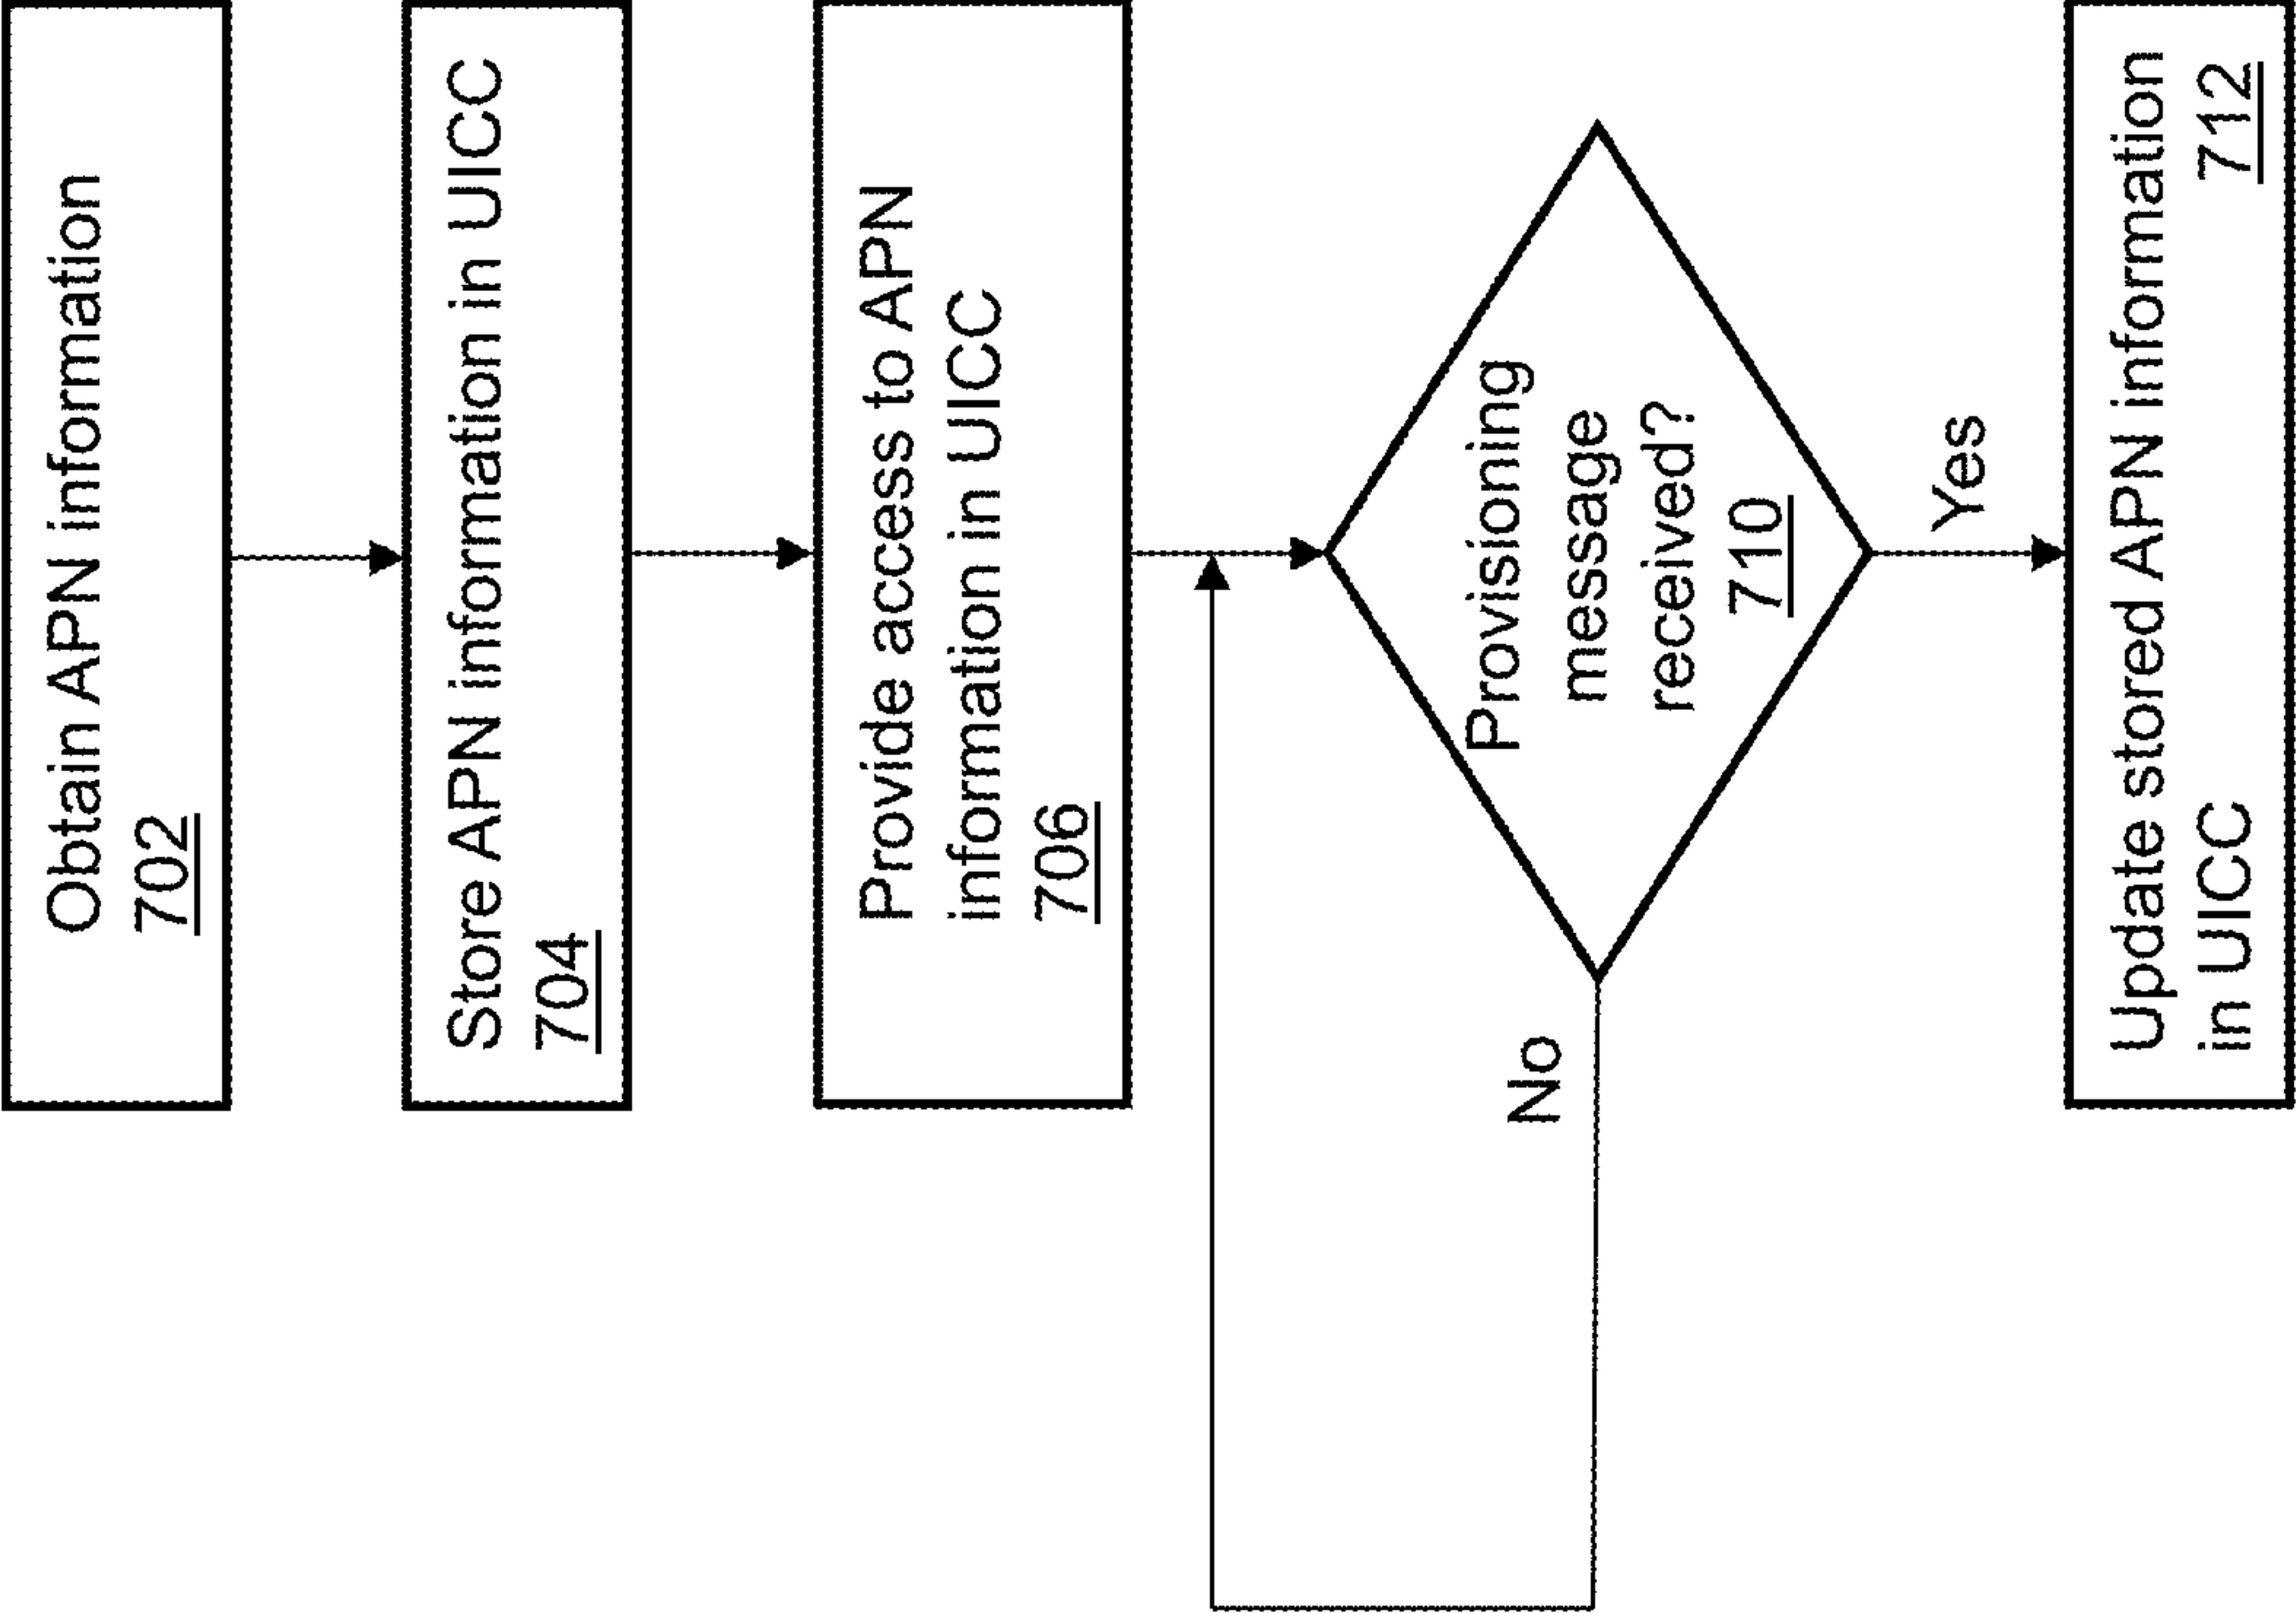 Obtain APN information
702
Store APN information in UICC
704
Provide access to APN
information in UICC
706
Provisioning
message
received?
710
No
Yes
Update stored APN information
in UICC 712